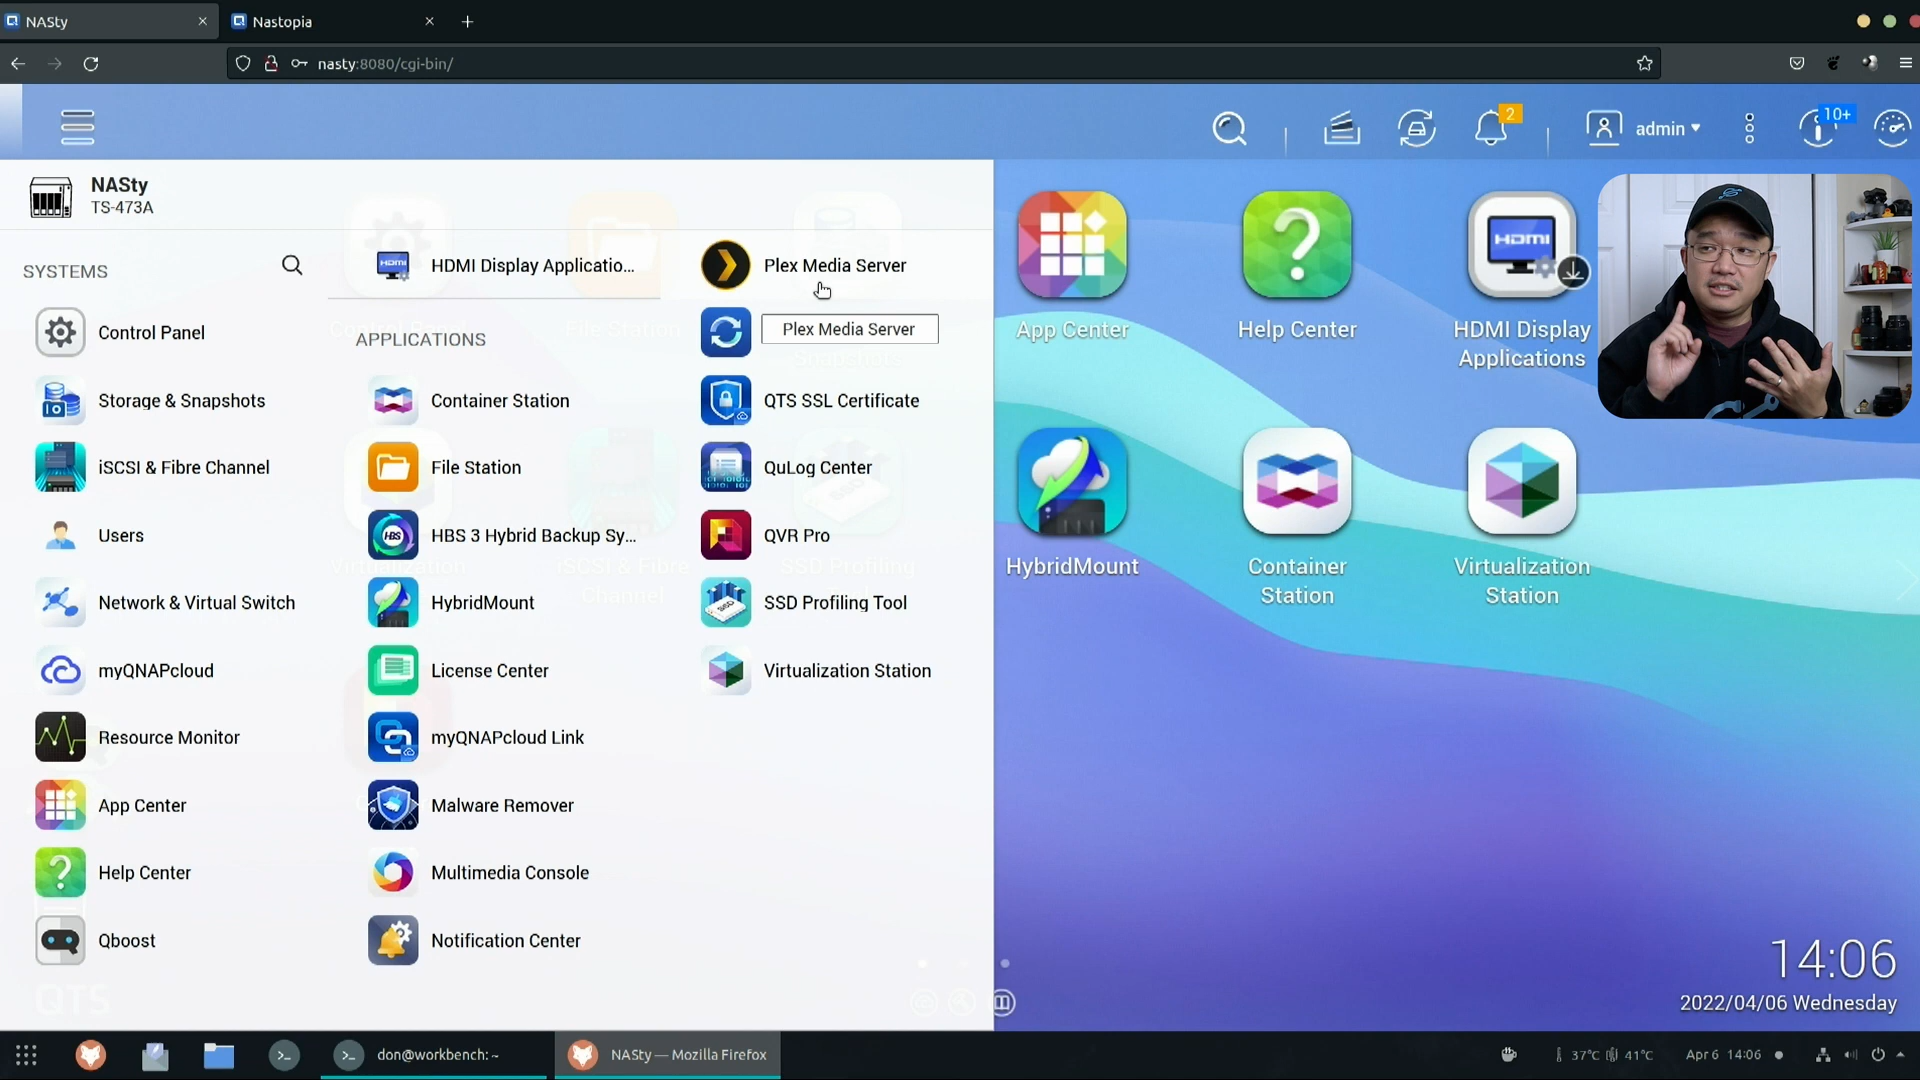 NASty
Nastopia
nasty:8080/cgi-bin/
2
admin
10+
NASty
TS-473A
SYSTEMS
Control Panel
Storage & Snapshots
iSCSI & Fibre Channel
Users
Network & Virtual Switch
myQNAPcloud
Resource Monitor
App Center
Help Center
Qboost
QTS
HDMI
HDMI Display Applicatio...
APPLICATIONS
Container Station
File Station
HBS
HBS 3 Hybrid Backup Sy...
HybridMount
License Center
myQNAPcloud Link
Malware Remover
Multimedia Console
Notification Center
Plex Media Server
Plex Media Server
QTS SSL Certificate
QuLog Center
QVR Pro
SSD
SSD Profiling Tool
Virtualization Station
App Center
Help Center
HDMI
HDMI Display
Applications
HybridMount
Container
Station
Virtualization
Station
14:06
2022/04/06 Wednesday
don@workbench: ~
NASty — Mozilla Firefox
37°C
41°C
Apr 6 14:06